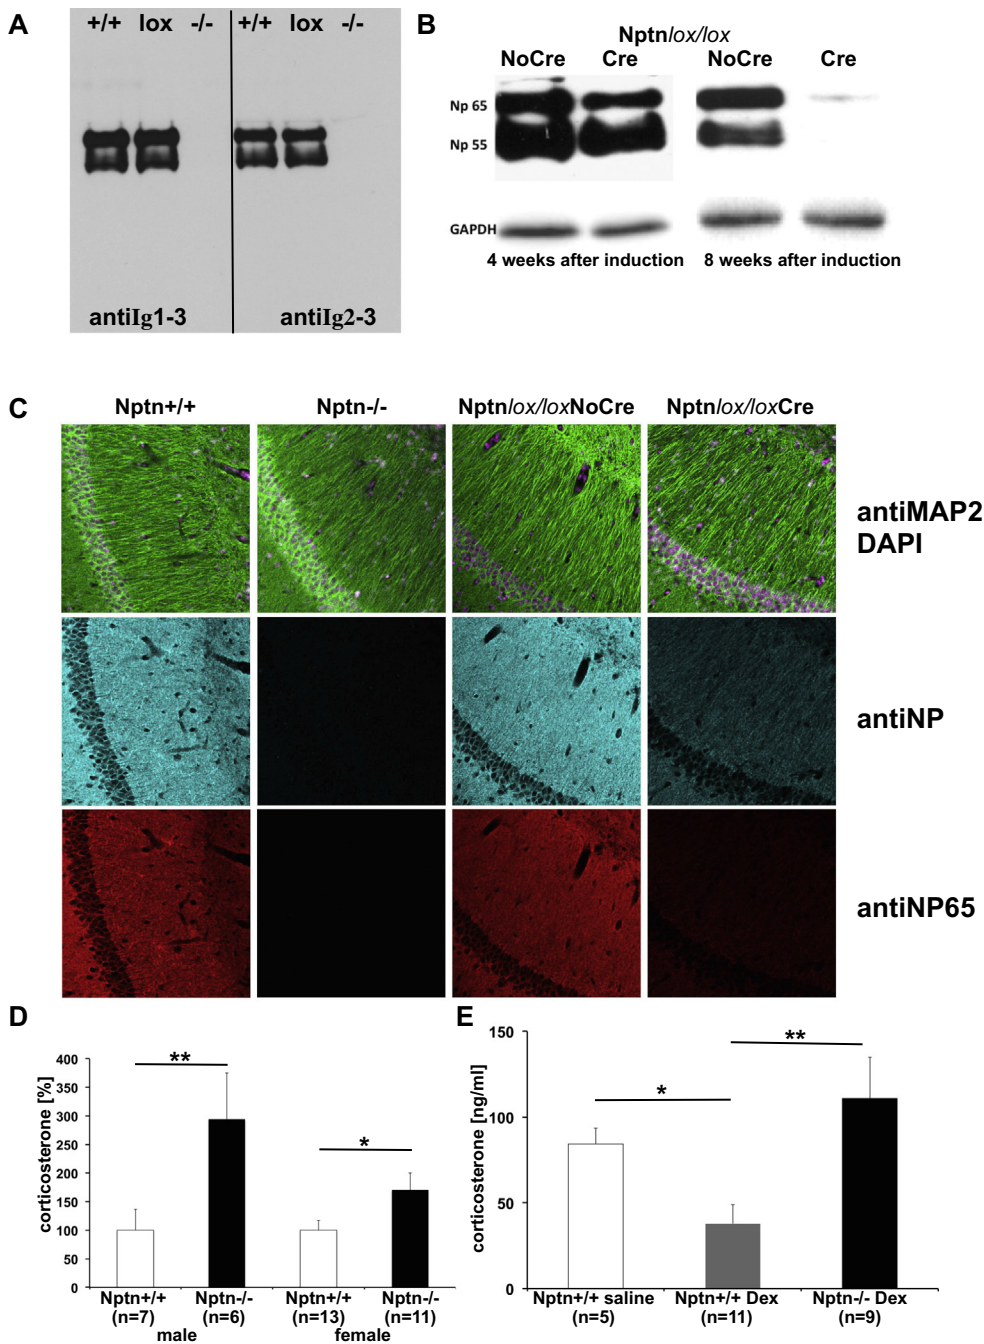 A
+/+ lox -/- +/+ lox -/-
antiIg1-3 antiIg2-3
B
Nptnlox/lox
NoCre Cre NoCre Cre
Np 65
Np 55
GAPDH
4 weeks after induction 8 weeks after induction
C
Nptn+/+ Nptn-/- Nptnlox/loxNoCre Nptnlox/loxCre
antiMAP2
DAPI
antiNP
antiNP65
D
corticosterone [%]
400
350
300
250
200
150
100
50
0
** *
Nptn+/+ Nptn-/- Nptn+/+ Nptn-/-
(n=7) (n=6) (n=13) (n=11)
male female
E
corticosterone [ng/ml]
150
100
50
0
* **
Nptn+/+ saline Nptn+/+ Dex Nptn-/- Dex
(n=5) (n=11) (n=9)